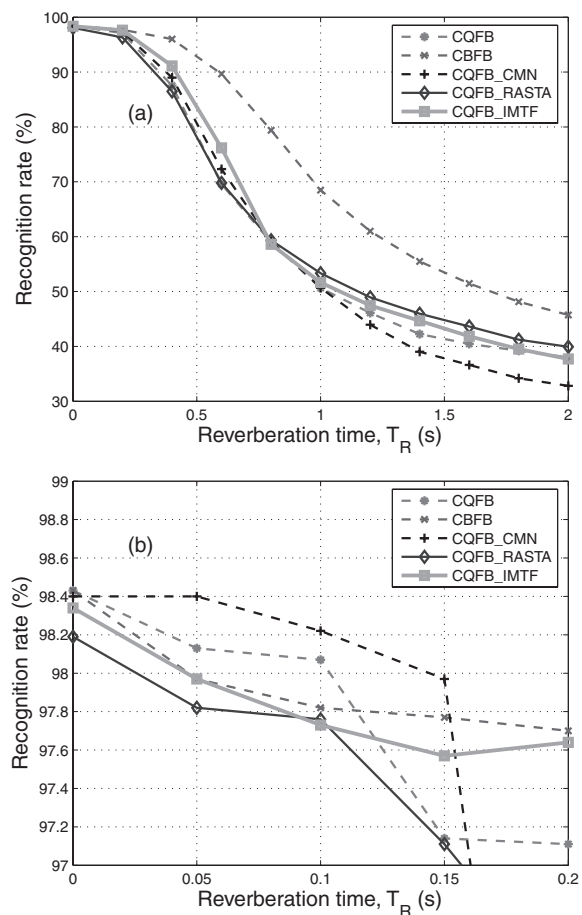 100
90
80
70
60
50
40
30
Recognition rate (%)
(a)
CQFB
CBFB
CQFB_CMN
CQFB_RASTA
CQFB_IMTF
0
0.5
1
1.5
2
Reverberation time, T_R (s)
99
98.8
98.6
98.4
98.2
98
97.8
97.6
97.4
97.2
97
Recognition rate (%)
(b)
CQFB
CBFB
CQFB_CMN
CQFB_RASTA
CQFB_IMTF
0
0.05
0.1
0.15
0.2
Reverberation time, T_R (s)